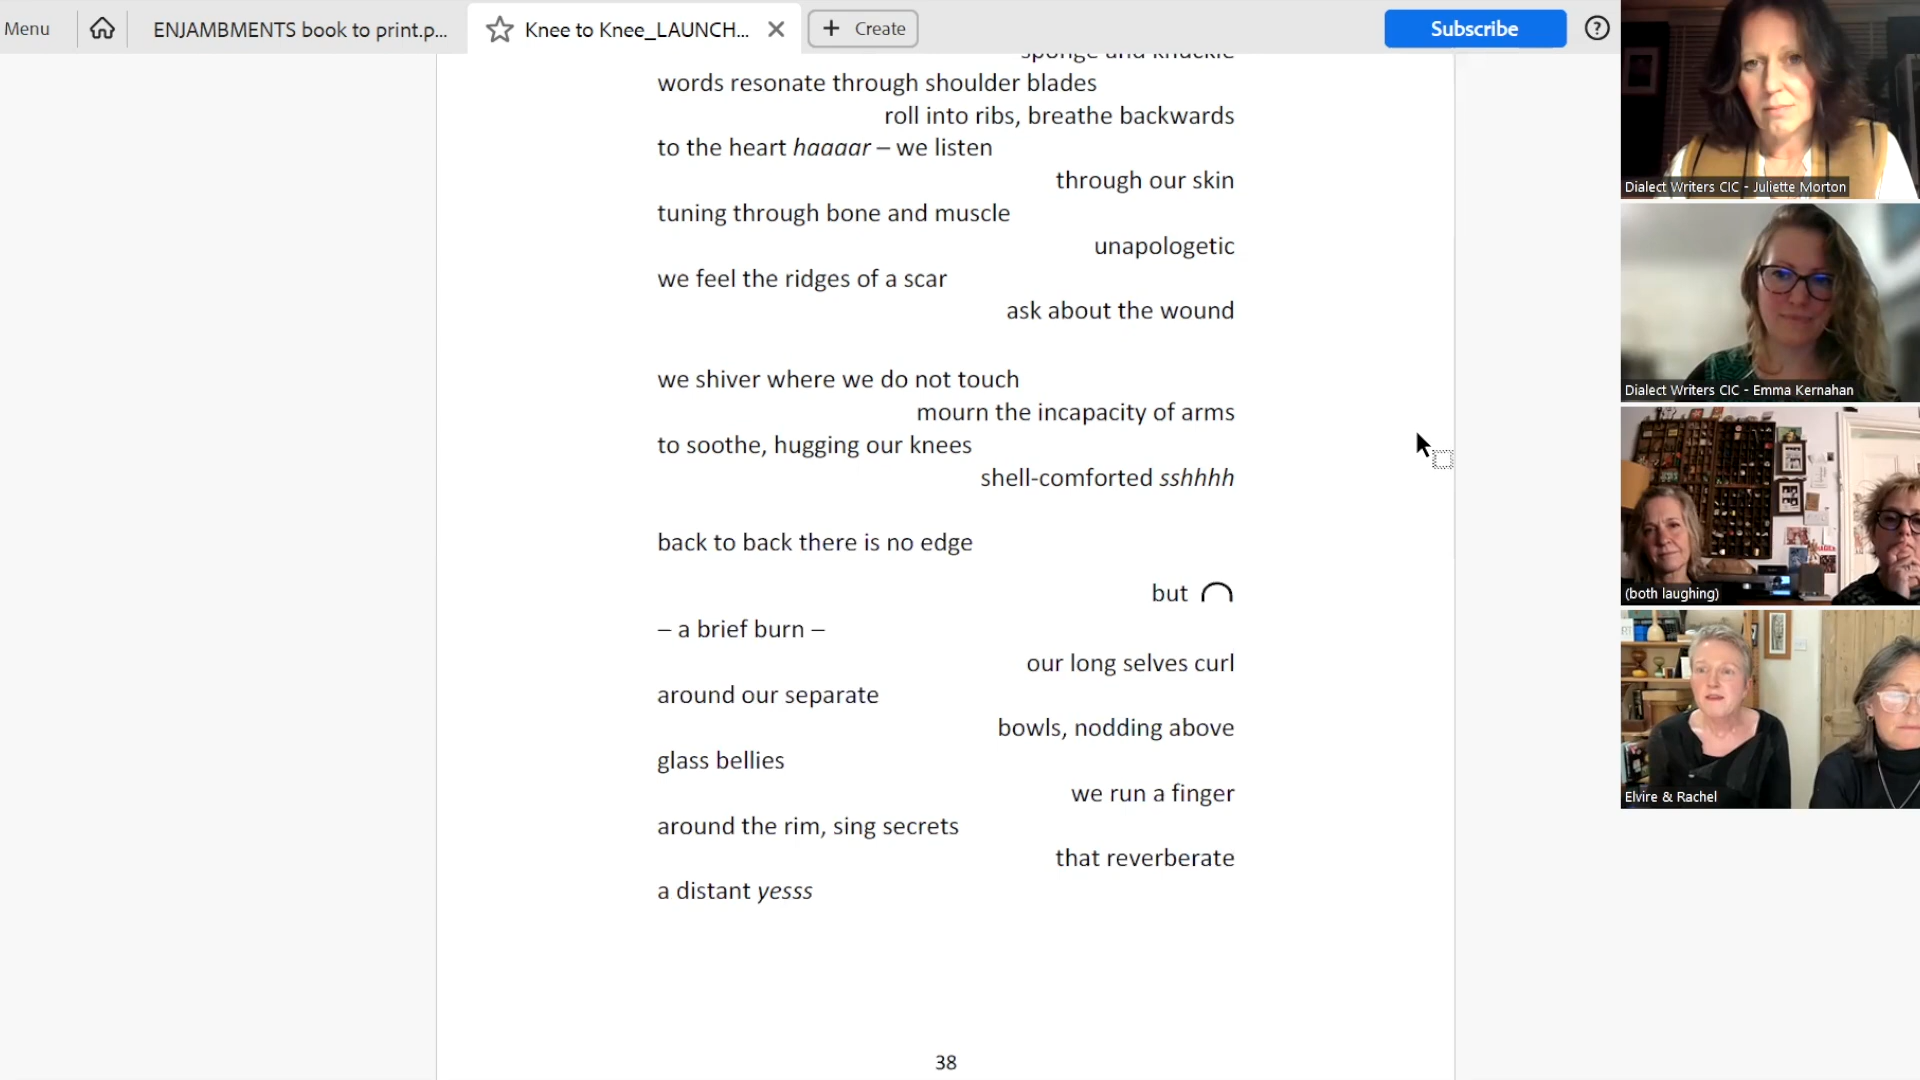 Menu
ENJAMBMENTS book to print.p...
Knee to Knee_LAUNCH...
Create
Subscribe
sponge and knuckle
words resonate through shoulder blades
roll into ribs, breathe backwards
to the heart haaaar – we listen
through our skin
tuning through bone and muscle
unapologetic
we feel the ridges of a scar
ask about the wound
we shiver where we do not touch
mourn the incapacity of arms
to soothe, hugging our knees
shell-comforted sshhhh
back to back there is no edge
but
– a brief burn –
our long selves curl
around our separate
bowls, nodding above
glass bellies
we run a finger
around the rim, sing secrets
that reverberate
a distant yesss
38
Dialect Writers CIC - Juliette Morton
Dialect Writers CIC - Emma Kernahan
(both laughing)
Elvire & Rachel